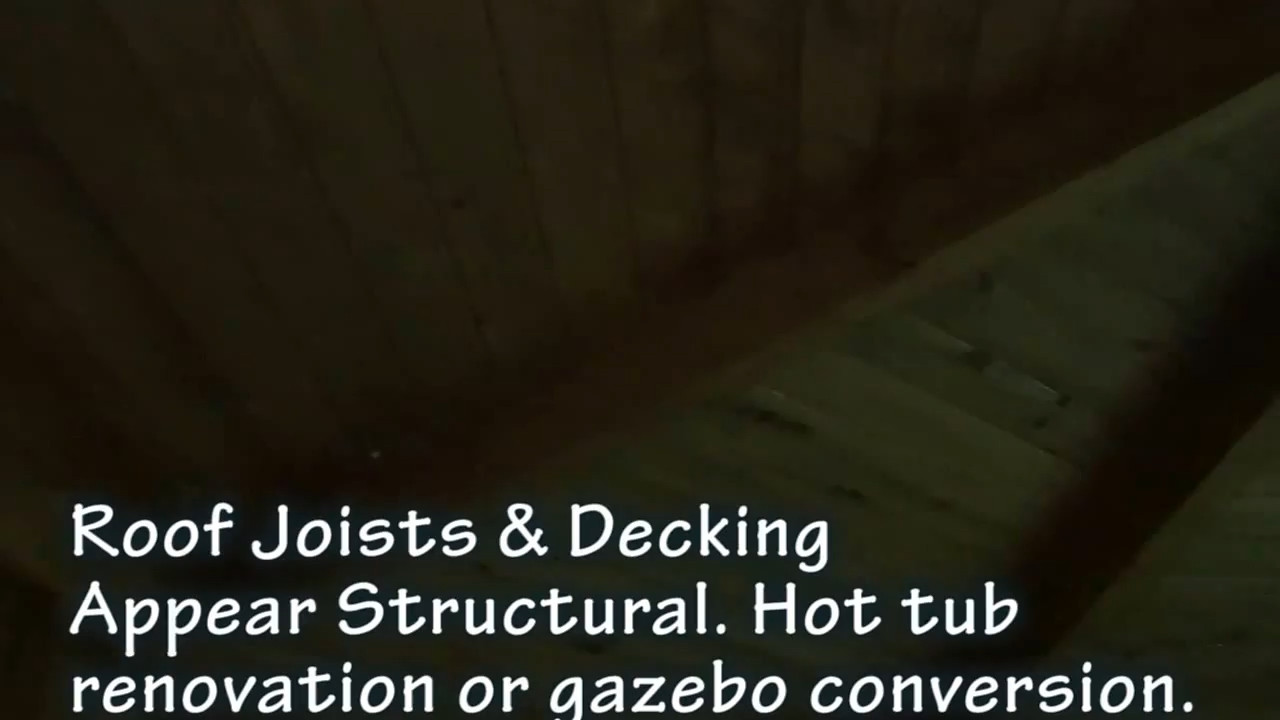 Roof Joists & Decking
Appear Structural. Hot tub
renovation or gazebo conversion.